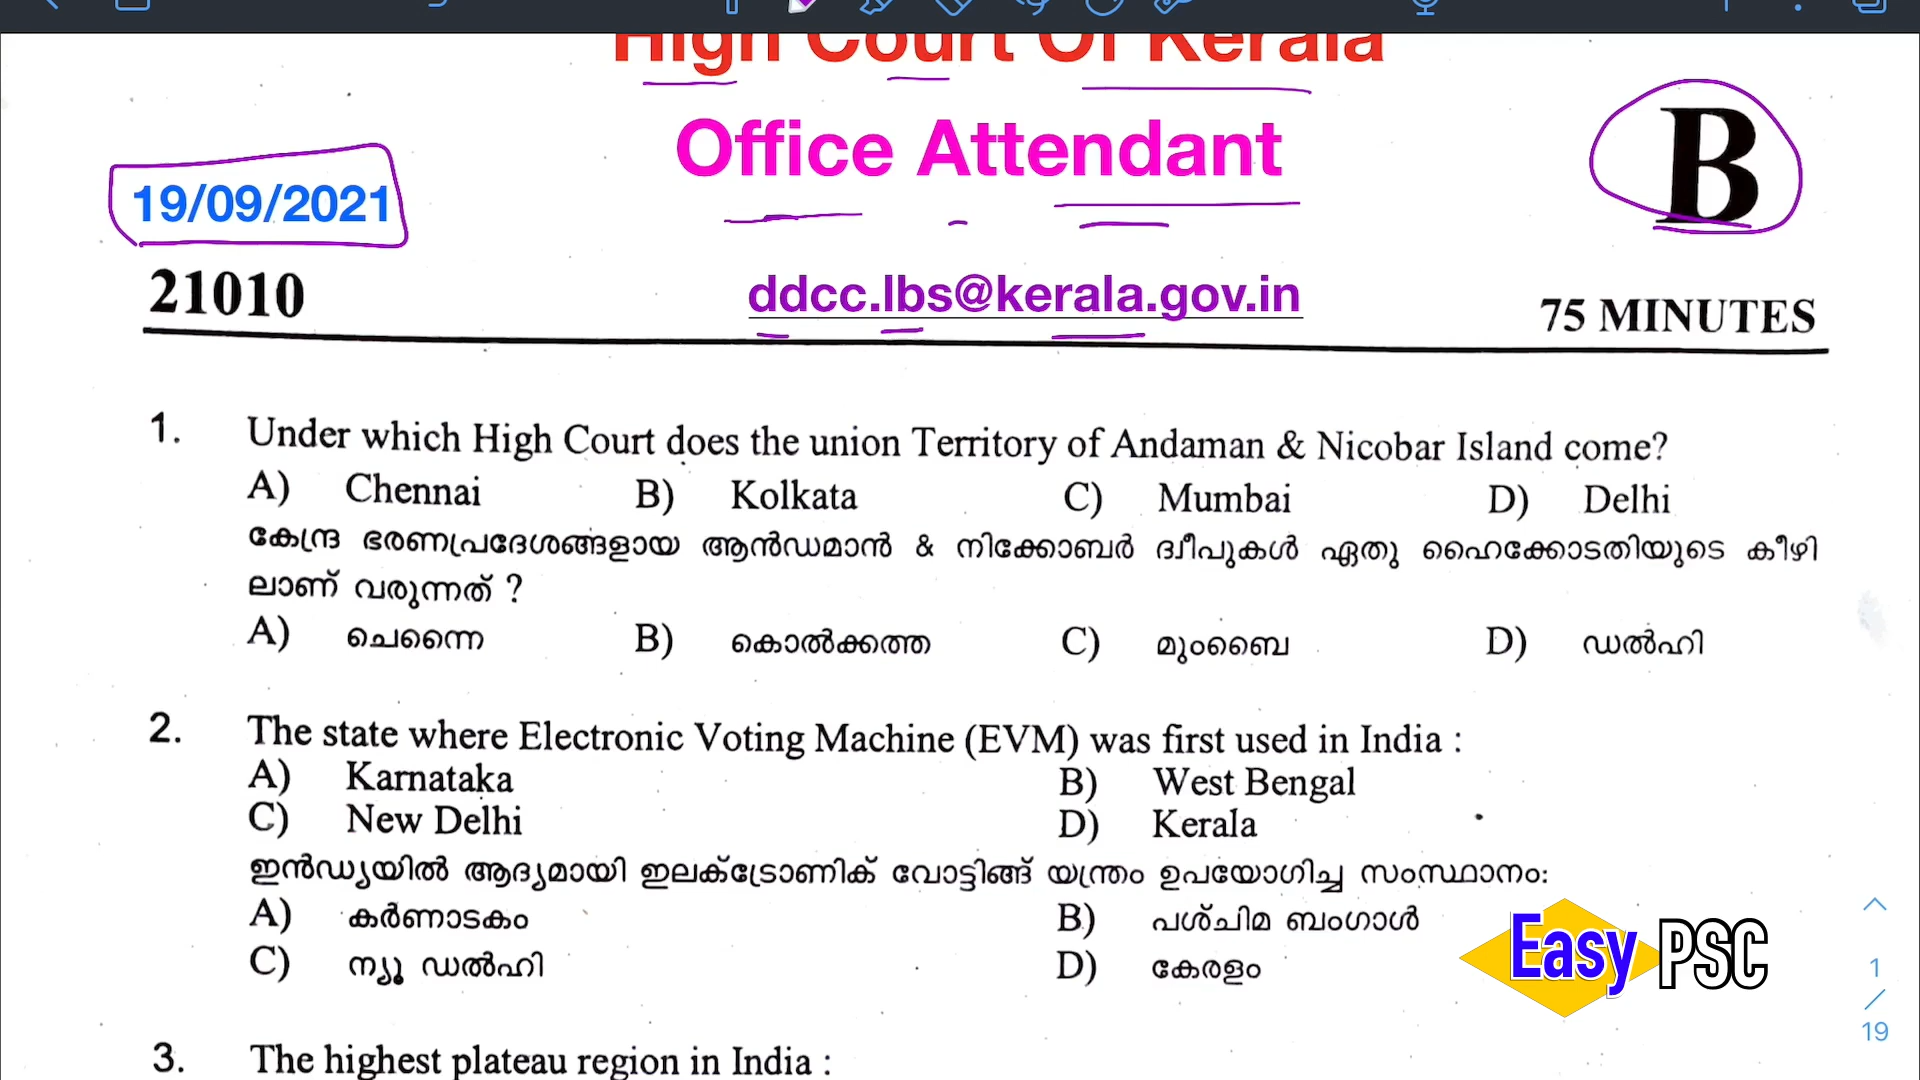 High Court Of Kerala
Office Attendant
B
19/09/2021
21010
ddcc.lbs@kerala.gov.in
75 MINUTES
1. Under which High Court does the union Territory of Andaman & Nicobar Island come?
A) Chennai B) Kolkata C) Mumbai D) Delhi
കേന്ദ്ര ഭരണപ്രദേശങ്ങളായ ആൻഡമാൻ & നിക്കോബർ ദ്വീപുകൾ ഏതു ഹൈക്കോടതിയുടെ കീഴി
ലാണ് വരുന്നത് ?
A) ചെന്നൈ B) കൊൽക്കത്ത C) മുംബൈ D) ഡൽഹി
2. The state where Electronic Voting Machine (EVM) was first used in India :
A) Karnataka B) West Bengal
C) New Delhi D) Kerala
ഇൻഡ്യയിൽ ആദ്യമായി ഇലക്ട്രോണിക് വോട്ടിങ്ങ് യന്ത്രം ഉപയോഗിച്ച സംസ്ഥാനം:
A) കർണാടകം B) പശ്ചിമ ബംഗാൾ
C) ന്യൂ ഡൽഹി D) കേരളം
Easy PSC
1
/
19
3. The highest plateau region in India :